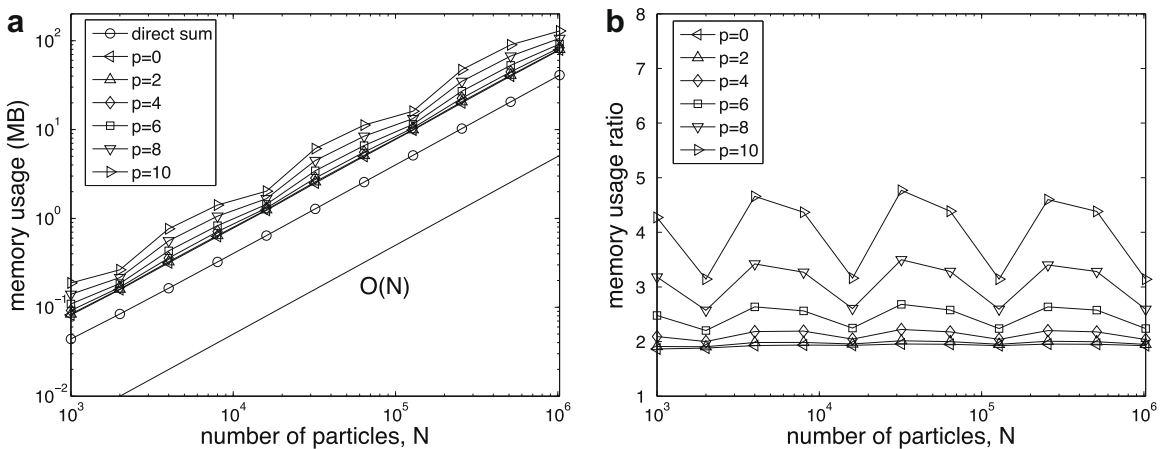 a
memory usage (MB)
10^2
10^1
10^0
10^−1
10^−2
direct sum
p=0
p=2
p=4
p=6
p=8
p=10
O(N)
10^3
10^4
10^5
10^6
number of particles, N
b
memory usage ratio
8
7
6
5
4
3
2
1
p=0
p=2
p=4
p=6
p=8
p=10
10^3
10^4
10^5
10^6
number of particles, N